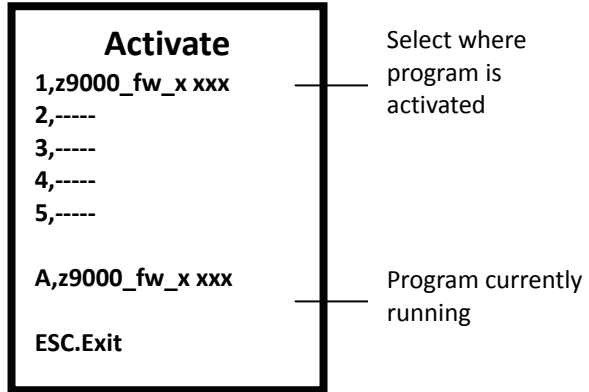 Activate
1,z9000_fw_x xxx
2,-----
3,-----
4,-----
5,-----
A,z9000_fw_x xxx
ESC.Exit
Select where
program is
activated
Program currently
running